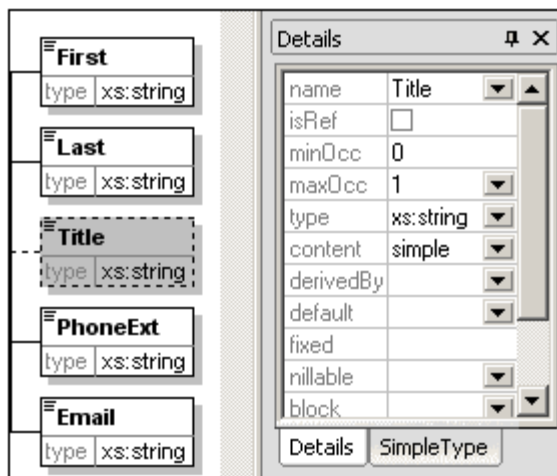 First
type xs:string
Last
type xs:string
Title
type xs:string
PhoneExt
type xs:string
Email
type xs:string
Details
name Title
isRef
minOcc 0
maxOcc 1
type xs:string
content simple
derivedBy
default
fixed
nillable
block
Details SimpleType